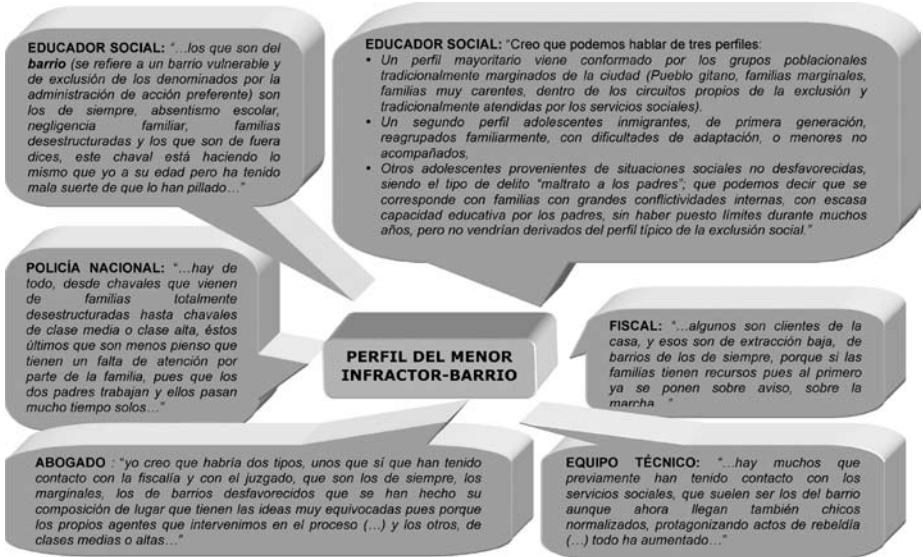 EDUCADOR SOCIAL: “…los que son del
barrio (se refiere a un barrio vulnerable y
de exclusión de los denominados por la
administración de acción preferente) son
los de siempre, absentismo escolar,
negligencia familiar, familias
desestructuradas y los que son de fuera
dices, este chaval está haciendo lo
mismo que yo a su edad pero ha tenido
mala suerte de que lo han pillado…”
EDUCADOR SOCIAL: “Creo que podemos hablar de tres perfiles:
• Un perfil mayoritario viene conformado por los grupos poblacionales
tradicionalmente marginados de la ciudad (Pueblo gitano, familias marginales,
familias muy carentes, dentro de los circuitos propios de la exclusión y
tradicionalmente atendidas por los servicios sociales).
• Un segundo perfil adolescentes inmigrantes, de primera generación,
reagrupados familiarmente, con dificultades de adaptación, o menores no
acompañados,
• Otros adolescentes provenientes de situaciones sociales no desfavorecidas,
siendo el tipo de delito “maltrato a los padres”; que podemos decir que se
corresponde con familias con grandes conflictividades internas, con escasa
capacidad educativa por los padres, sin haber puesto límites durante muchos
años, pero no vendrían derivados del perfil típico de la exclusión social.”
POLICÍA NACIONAL: “…hay de
todo, desde chavales que vienen
de familias totalmente
desestructuradas hasta chavales
de clase media o clase alta, éstos
últimos que son menos pienso que
tienen un falta de atención por
parte de la familia, pues que los
dos padres trabajan y ellos pasan
mucho tiempo solos…”
PERFIL DEL MENOR
INFRACTOR-BARRIO
FISCAL: “…algunos son clientes de la
casa, y esos son de extracción baja, de
barrios de los de siempre, porque si las
familias tienen recursos pues al primero
ya se ponen sobre aviso, sobre la
marcha…”
ABOGADO : “yo creo que habría dos tipos, unos que sí que han tenido
contacto con la fiscalía y con el juzgado, que son los de siempre, los
marginales, los de barrios desfavorecidos que se han hecho su
composición de lugar que tienen las ideas muy equivocadas pues porque
los propios agentes que intervenimos en el proceso (…) y los otros, de
clases medias o altas…”
EQUIPO TÉCNICO: “…hay muchos que
previamente han tenido contacto con los
servicios sociales, que suelen ser los del barrio
aunque ahora llegan también chicos
normalizados, protagonizando actos de rebeldía
(…) todo ha aumentado…”